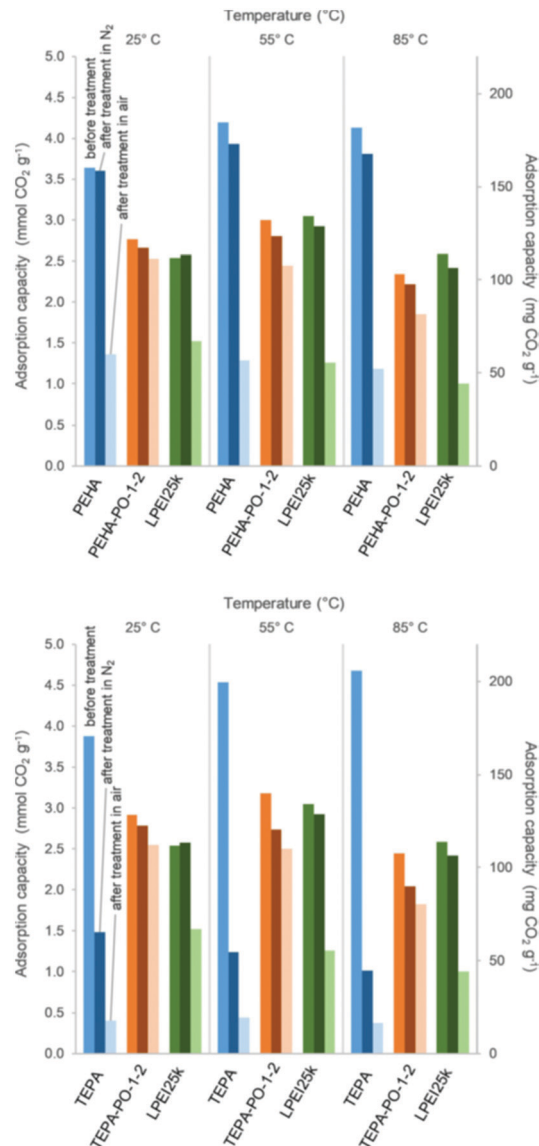 Temperature (°C)
25° C 55° C 85° C
Adsorption capacity (mmol CO₂ g⁻¹)
Adsorption capacity (mg CO₂ g⁻¹)
5.0
4.5
4.0
3.5
3.0
2.5
2.0
1.5
1.0
0.5
0.0
200
150
100
50
0
before treatment
after treatment in N₂
after treatment in air
PEHA
PEHA-PO-1-2
LPEI25k
PEHA
PEHA-PO-1-2
LPEI25k
PEHA
PEHA-PO-1-2
LPEI25k
Temperature (°C)
25° C 55° C 85° C
Adsorption capacity (mmol CO₂ g⁻¹)
Adsorption capacity (mg CO₂ g⁻¹)
5.0
4.5
4.0
3.5
3.0
2.5
2.0
1.5
1.0
0.5
0.0
200
150
100
50
0
before treatment
after treatment in N₂
after treatment in air
TEPA
TEPA-PO-1-2
LPEI25k
TEPA
TEPA-PO-1-2
LPEI25k
TEPA
TEPA-PO-1-2
LPEI25k